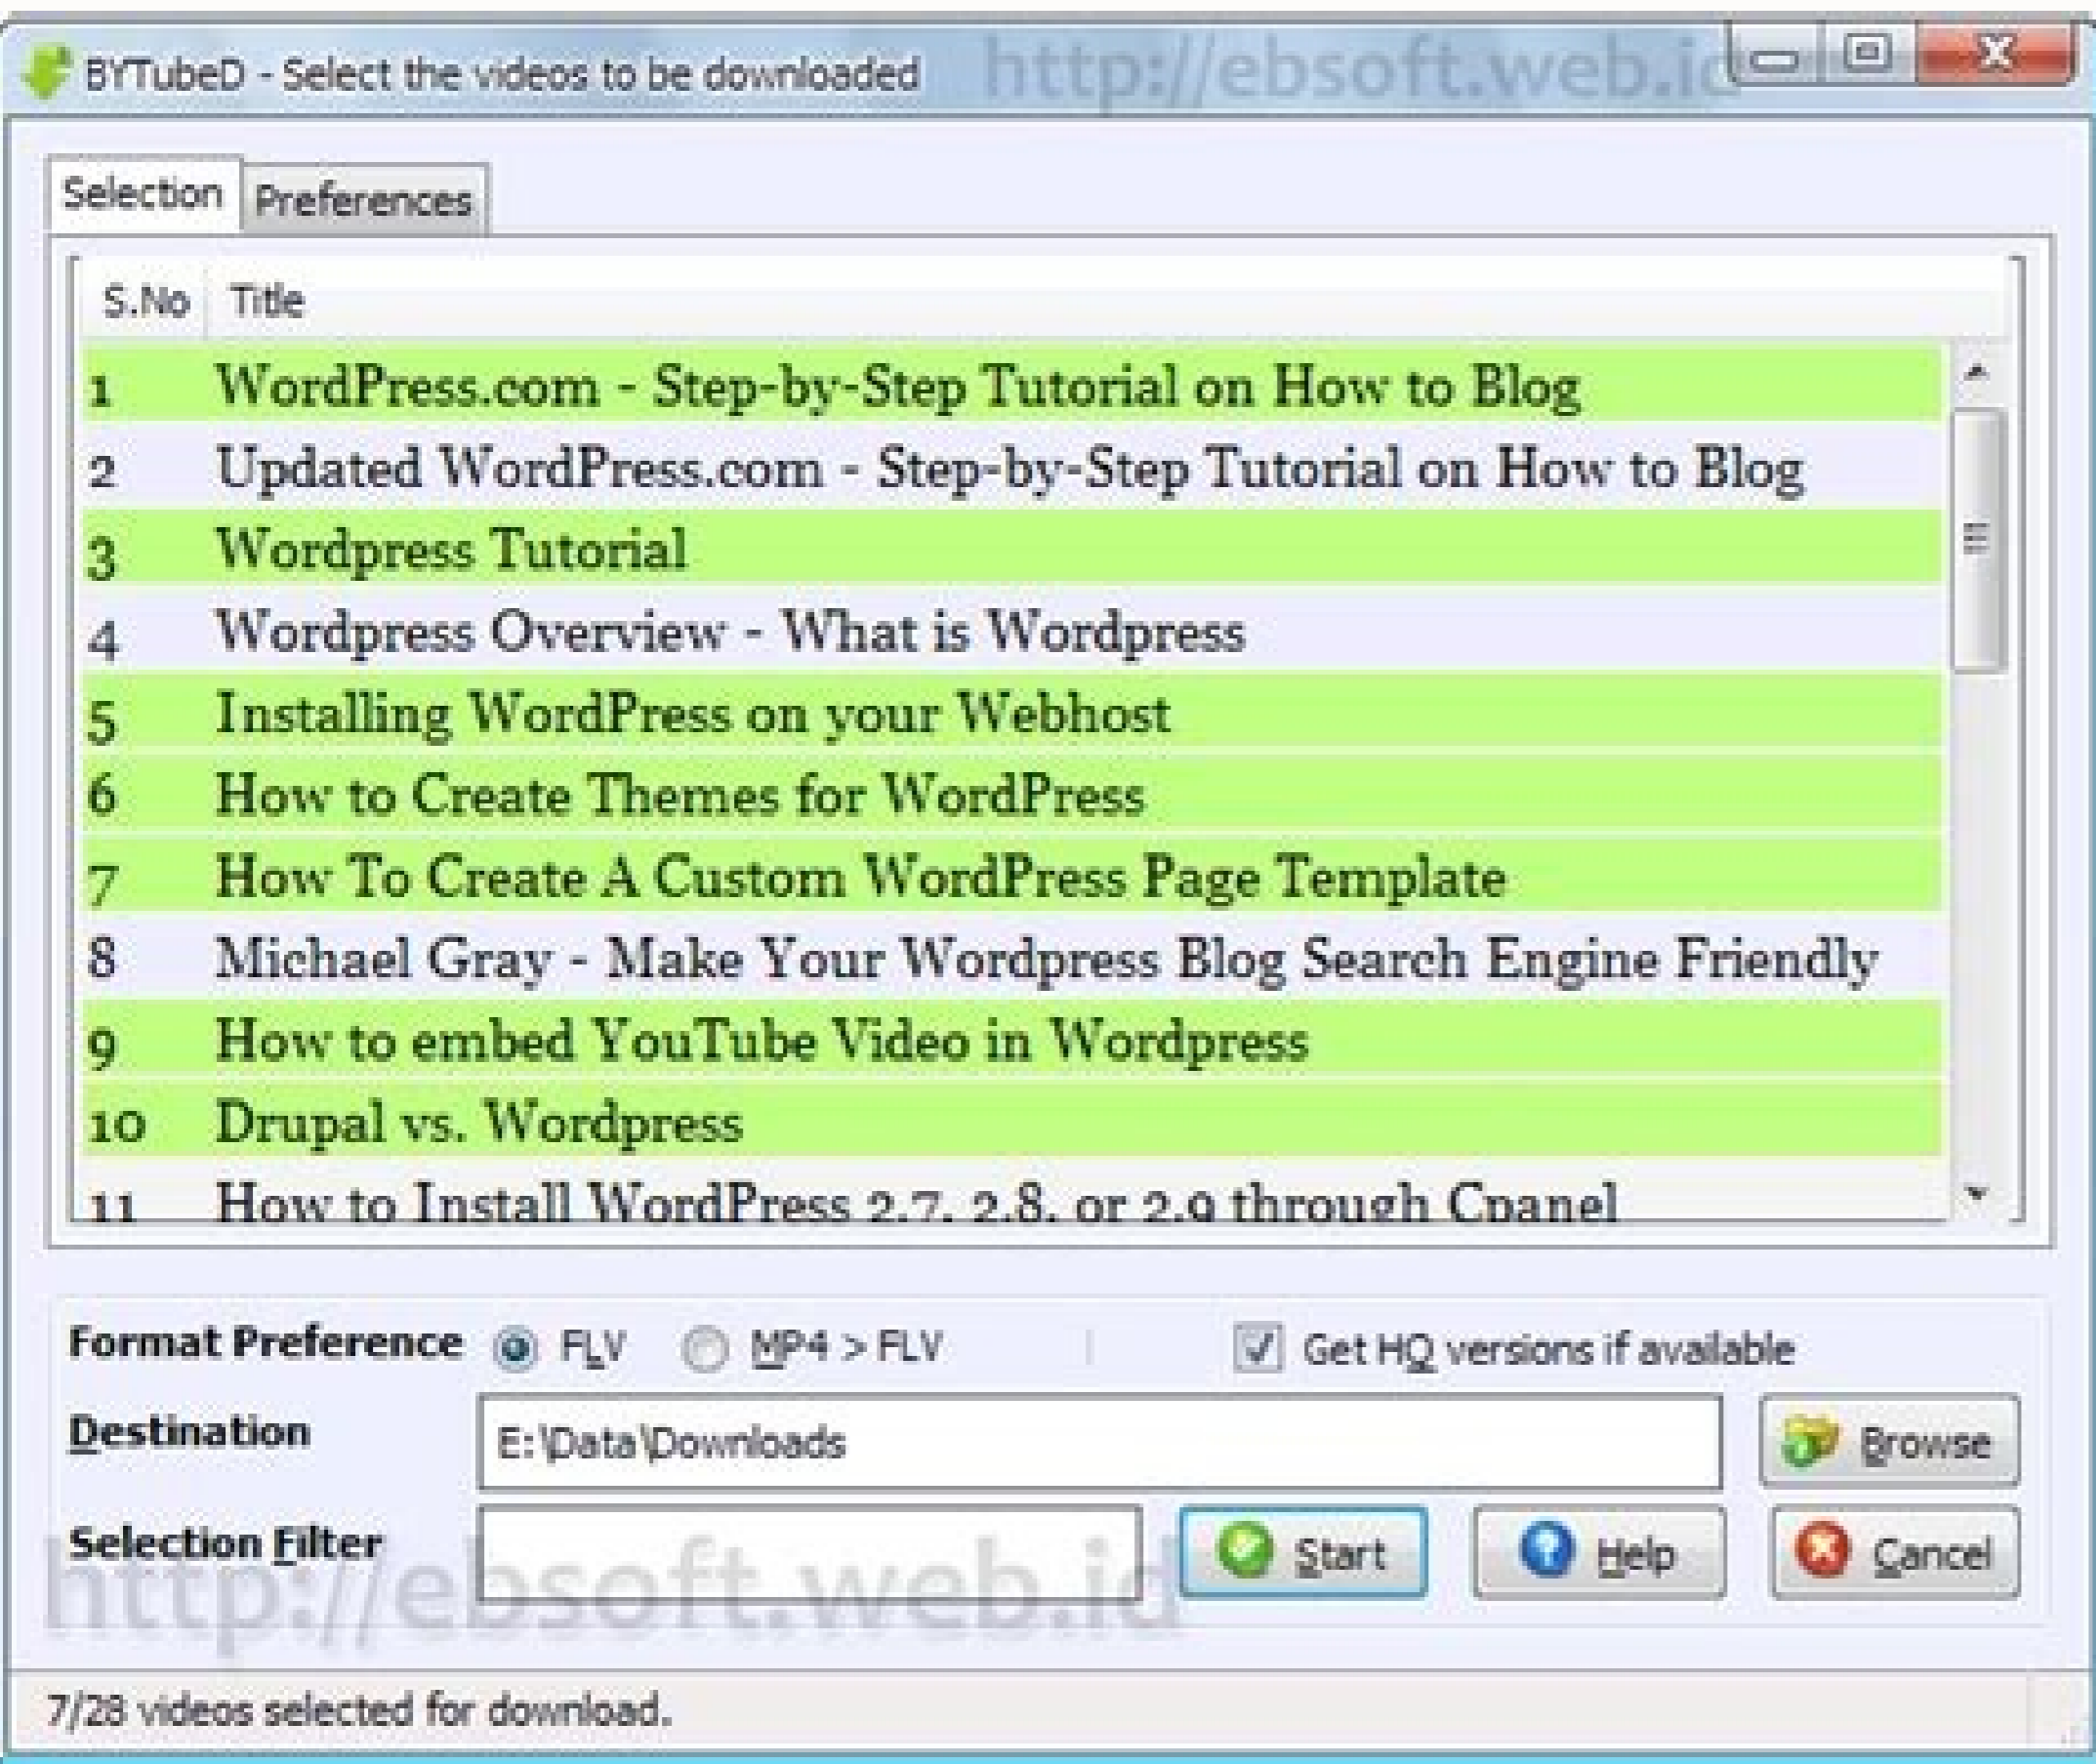 BYTubeD - Select the videos to be downloaded http://ebsoft.web.id
Selection Preferences
S.No Title
1 WordPress.com - Step-by-Step Tutorial on How to Blog
2 Updated WordPress.com - Step-by-Step Tutorial on How to Blog
3 Wordpress Tutorial
4 Wordpress Overview - What is Wordpress
5 Installing WordPress on your Webhost
6 How to Create Themes for WordPress
7 How To Create A Custom WordPress Page Template
8 Michael Gray - Make Your Wordpress Blog Search Engine Friendly
9 How to embed YouTube Video in Wordpress
10 Drupal vs. Wordpress
11 How to Install WordPress 2.7, 2.8, or 2.9 through Cpanel
Format Preference FLV MP4 > FLV Get HQ versions if available
Destination E:\Data\Downloads Browse
Selection Filter Start Help Cancel
http://ebsoft.web.id
7/28 videos selected for download.